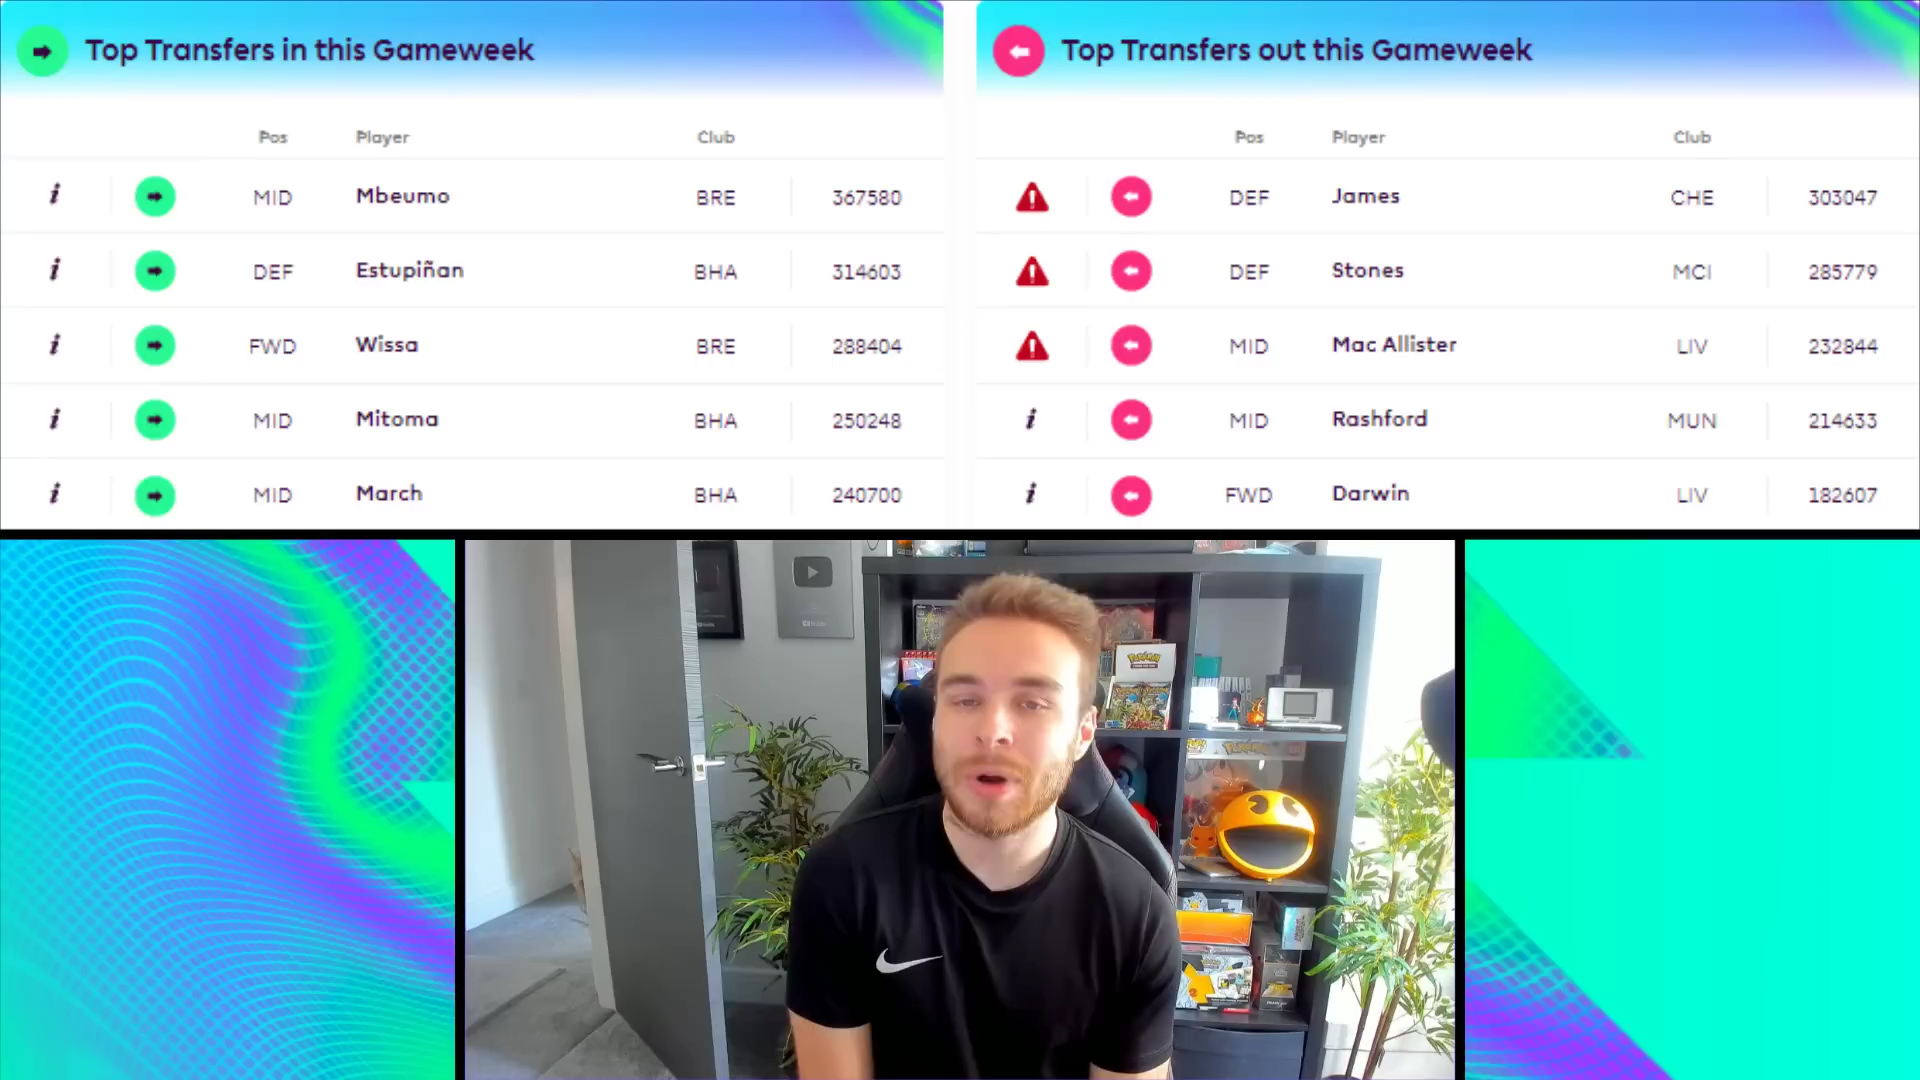 Top Transfers in this Gameweek
Pos Player Club
MID Mbeumo BRE 367580
DEF Estupiñan BHA 314603
FWD Wissa BRE 288404
MID Mitoma BHA 250248
MID March BHA 240700
Top Transfers out this Gameweek
Pos Player Club
DEF James CHE 303047
DEF Stones MCI 285779
MID Mac Allister LIV 232844
MID Rashford MUN 214633
FWD Darwin LIV 182607
Pokémon
Pokémon